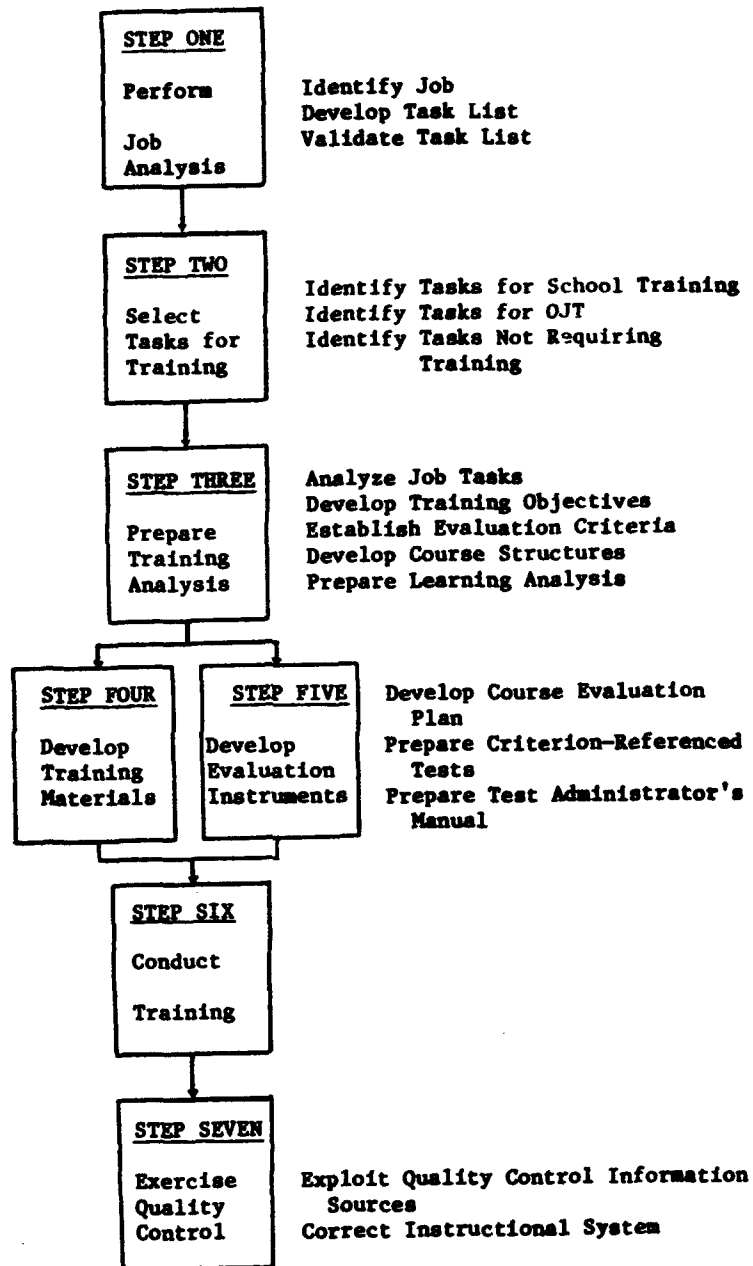 STEP ONE
Perform
Job
Analysis
Identify Job
Develop Task List
Validate Task List
STEP TWO
Select
Tasks for
Training
Identify Tasks for School Training
Identify Tasks for OJT
Identify Tasks Not Requiring
Training
STEP THREE
Prepare
Training
Analysis
Analyze Job Tasks
Develop Training Objectives
Establish Evaluation Criteria
Develop Course Structures
Prepare Learning Analysis
STEP FOUR
Develop
Training
Materials
STEP FIVE
Develop
Evaluation
Instruments
Develop Course Evaluation
Plan
Prepare Criterion-Referenced
Tests
Prepare Test Administrator's
Manual
STEP SIX
Conduct
Training
STEP SEVEN
Exercise
Quality
Control
Exploit Quality Control Information
Sources
Correct Instructional System